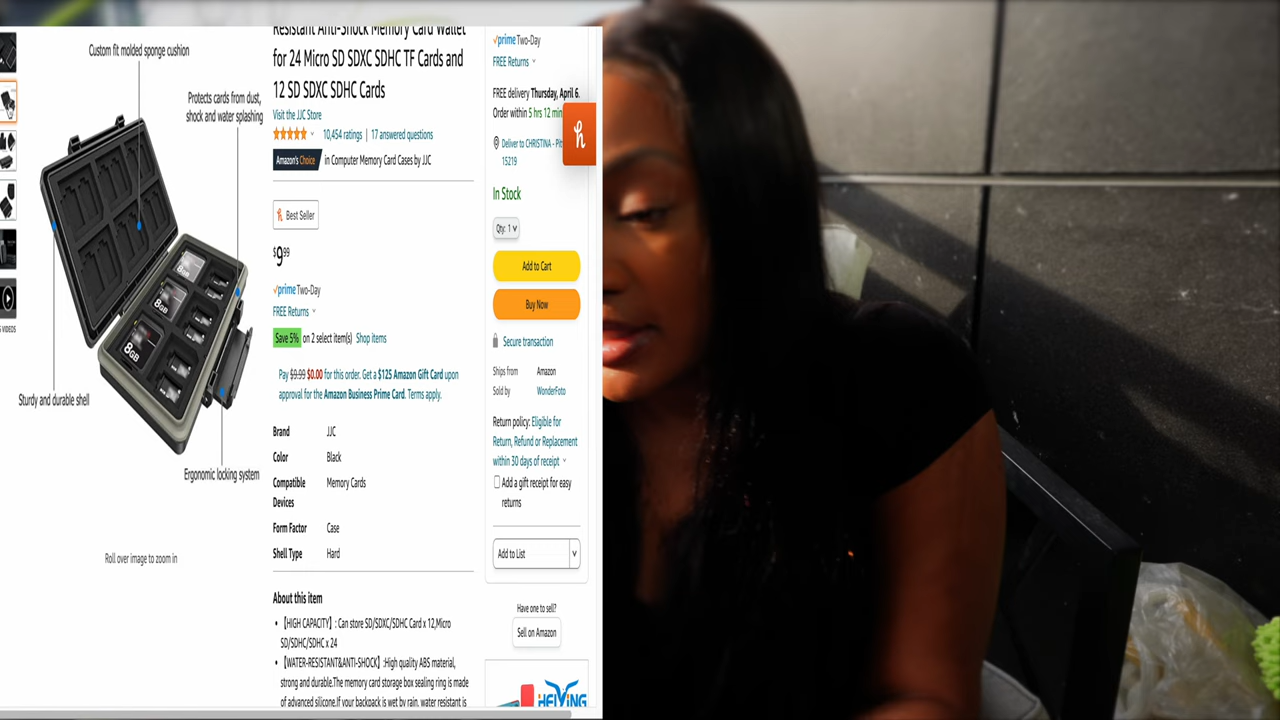 Resistant Anti-Shock Memory Card Wallet
for 24 Micro SD SDXC SDHC TF Cards and
12 SD SDXC SDHC Cards
Visit the JJC Store
10,454 ratings | 17 answered questions
Amazon's Choice in Computer Memory Card Cases by JJC
Best Seller
$9.99
prime Two-Day
FREE Returns
Save 5% on 2 select item(s) Shop items
Pay $9.99 $0.00 for this order. Get a $125 Amazon Gift Card upon
approval for the Amazon Business Prime Card. Terms apply.
Brand JJC
Color Black
Compatible Devices Memory Cards
Form Factor Case
Shell Type Hard
About this item
• 【HIGH CAPACITY】: Can store SD/SDXC/SDHC Card x 12,Micro
SD/SDHC/SDHC x 24
• 【WATER-RESISTANT&ANTI-SHOCK】:High quality ABS material,
strong and durable.The memory card storage box sealing ring is made
of advanced silicone.If your backpack is wet by rain, water resistant is
Custom fit molded sponge cushion
Protects cards from dust,
shock and water splashing
8GB
8GB
8GB
Sturdy and durable shell
Ergonomic locking system
Roll over image to zoom in
VIDEOS
prime Two-Day
FREE Returns
FREE delivery Thursday, April 6.
Order within 5 hrs 12 min
Deliver to CHRISTINA -
15219
h
In Stock
Qty: 1
Add to Cart
Buy Now
Secure transaction
Ships from Amazon
Sold by WonderFoto
Return policy: Eligible for
Return, Refund or Replacement
within 30 days of receipt
Add a gift receipt for easy
returns
Add to List
Have one to sell?
Sell on Amazon
HELVING